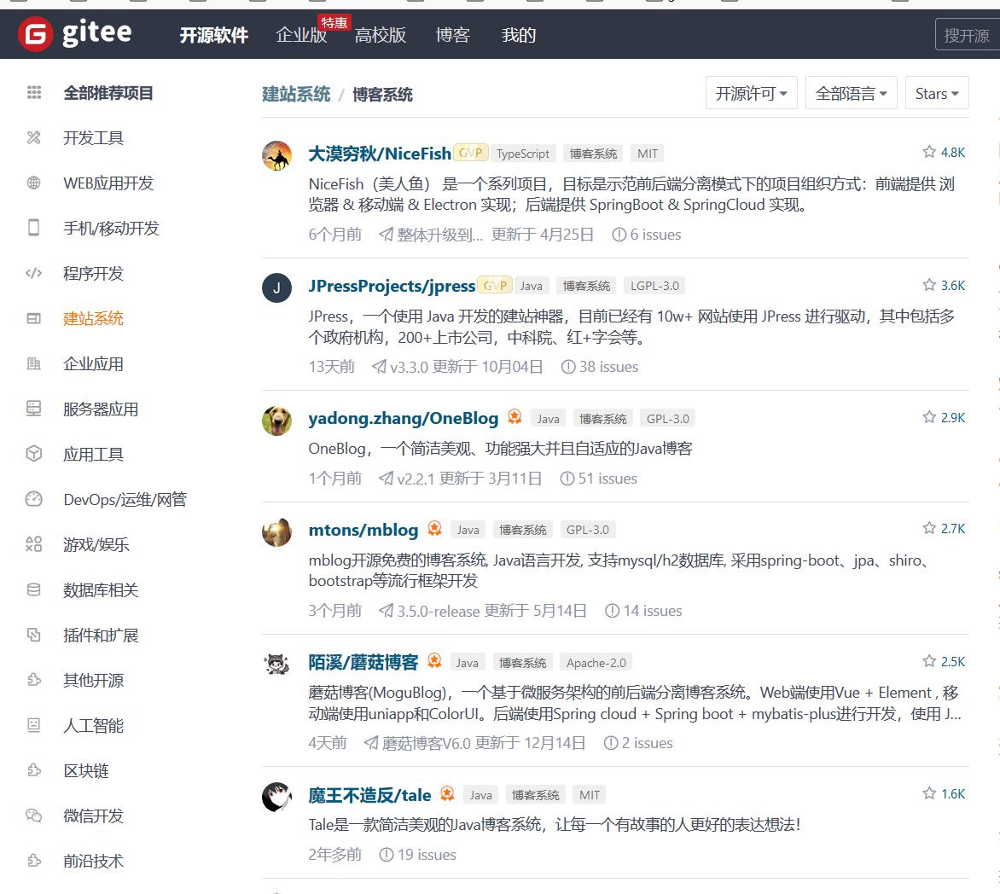 gitee
开源软件
企业版
特惠
高校版
博客
我的
搜开源
全部推荐项目
开发工具
WEB应用开发
手机/移动开发
程序开发
建站系统
企业应用
服务器应用
应用工具
DevOps/运维/网管
游戏/娱乐
数据库相关
插件和扩展
其他开源
人工智能
区块链
微信开发
前沿技术
建站系统 / 博客系统
开源许可
全部语言
Stars
大漠穷秋/NiceFish GVP TypeScript 博客系统 MIT 4.8K
NiceFish（美人鱼） 是一个系列项目，目标是示范前后端分离模式下的项目组织方式：前端提供 浏
览器 & 移动端 & Electron 实现；后端提供 SpringBoot & SpringCloud 实现。
6个月前 整体升级到... 更新于 4月25日 6 issues
J
JPressProjects/jpress GVP Java 博客系统 LGPL-3.0 3.6K
JPress，一个使用 Java 开发的建站神器，目前已经有 10w+ 网站使用 JPress 进行驱动，其中包括多
个政府机构，200+上市公司，中科院、红+字会等。
13天前 v3.3.0 更新于 10月04日 38 issues
yadong.zhang/OneBlog Java 博客系统 GPL-3.0 2.9K
OneBlog，一个简洁美观、功能强大并且自适应的Java博客
1个月前 v2.2.1 更新于 3月11日 51 issues
mtons/mblog Java 博客系统 GPL-3.0 2.7K
mblog开源免费的博客系统, Java语言开发, 支持mysql/h2数据库, 采用spring-boot、jpa、shiro、
bootstrap等流行框架开发
3个月前 3.5.0-release 更新于 5月14日 14 issues
陌溪/蘑菇博客 Java 博客系统 Apache-2.0 2.5K
蘑菇博客(MoguBlog)，一个基于微服务架构的前后端分离博客系统。Web端使用Vue + Element , 移
动端使用uniapp和ColorUI。后端使用Spring cloud + Spring boot + mybatis-plus进行开发，使用 J...
4天前 蘑菇博客V6.0 更新于 12月14日 2 issues
魔王不造反/tale Java 博客系统 MIT 1.6K
Tale是一款简洁美观的Java博客系统，让每一个有故事的人更好的表达想法！
2年多前 19 issues